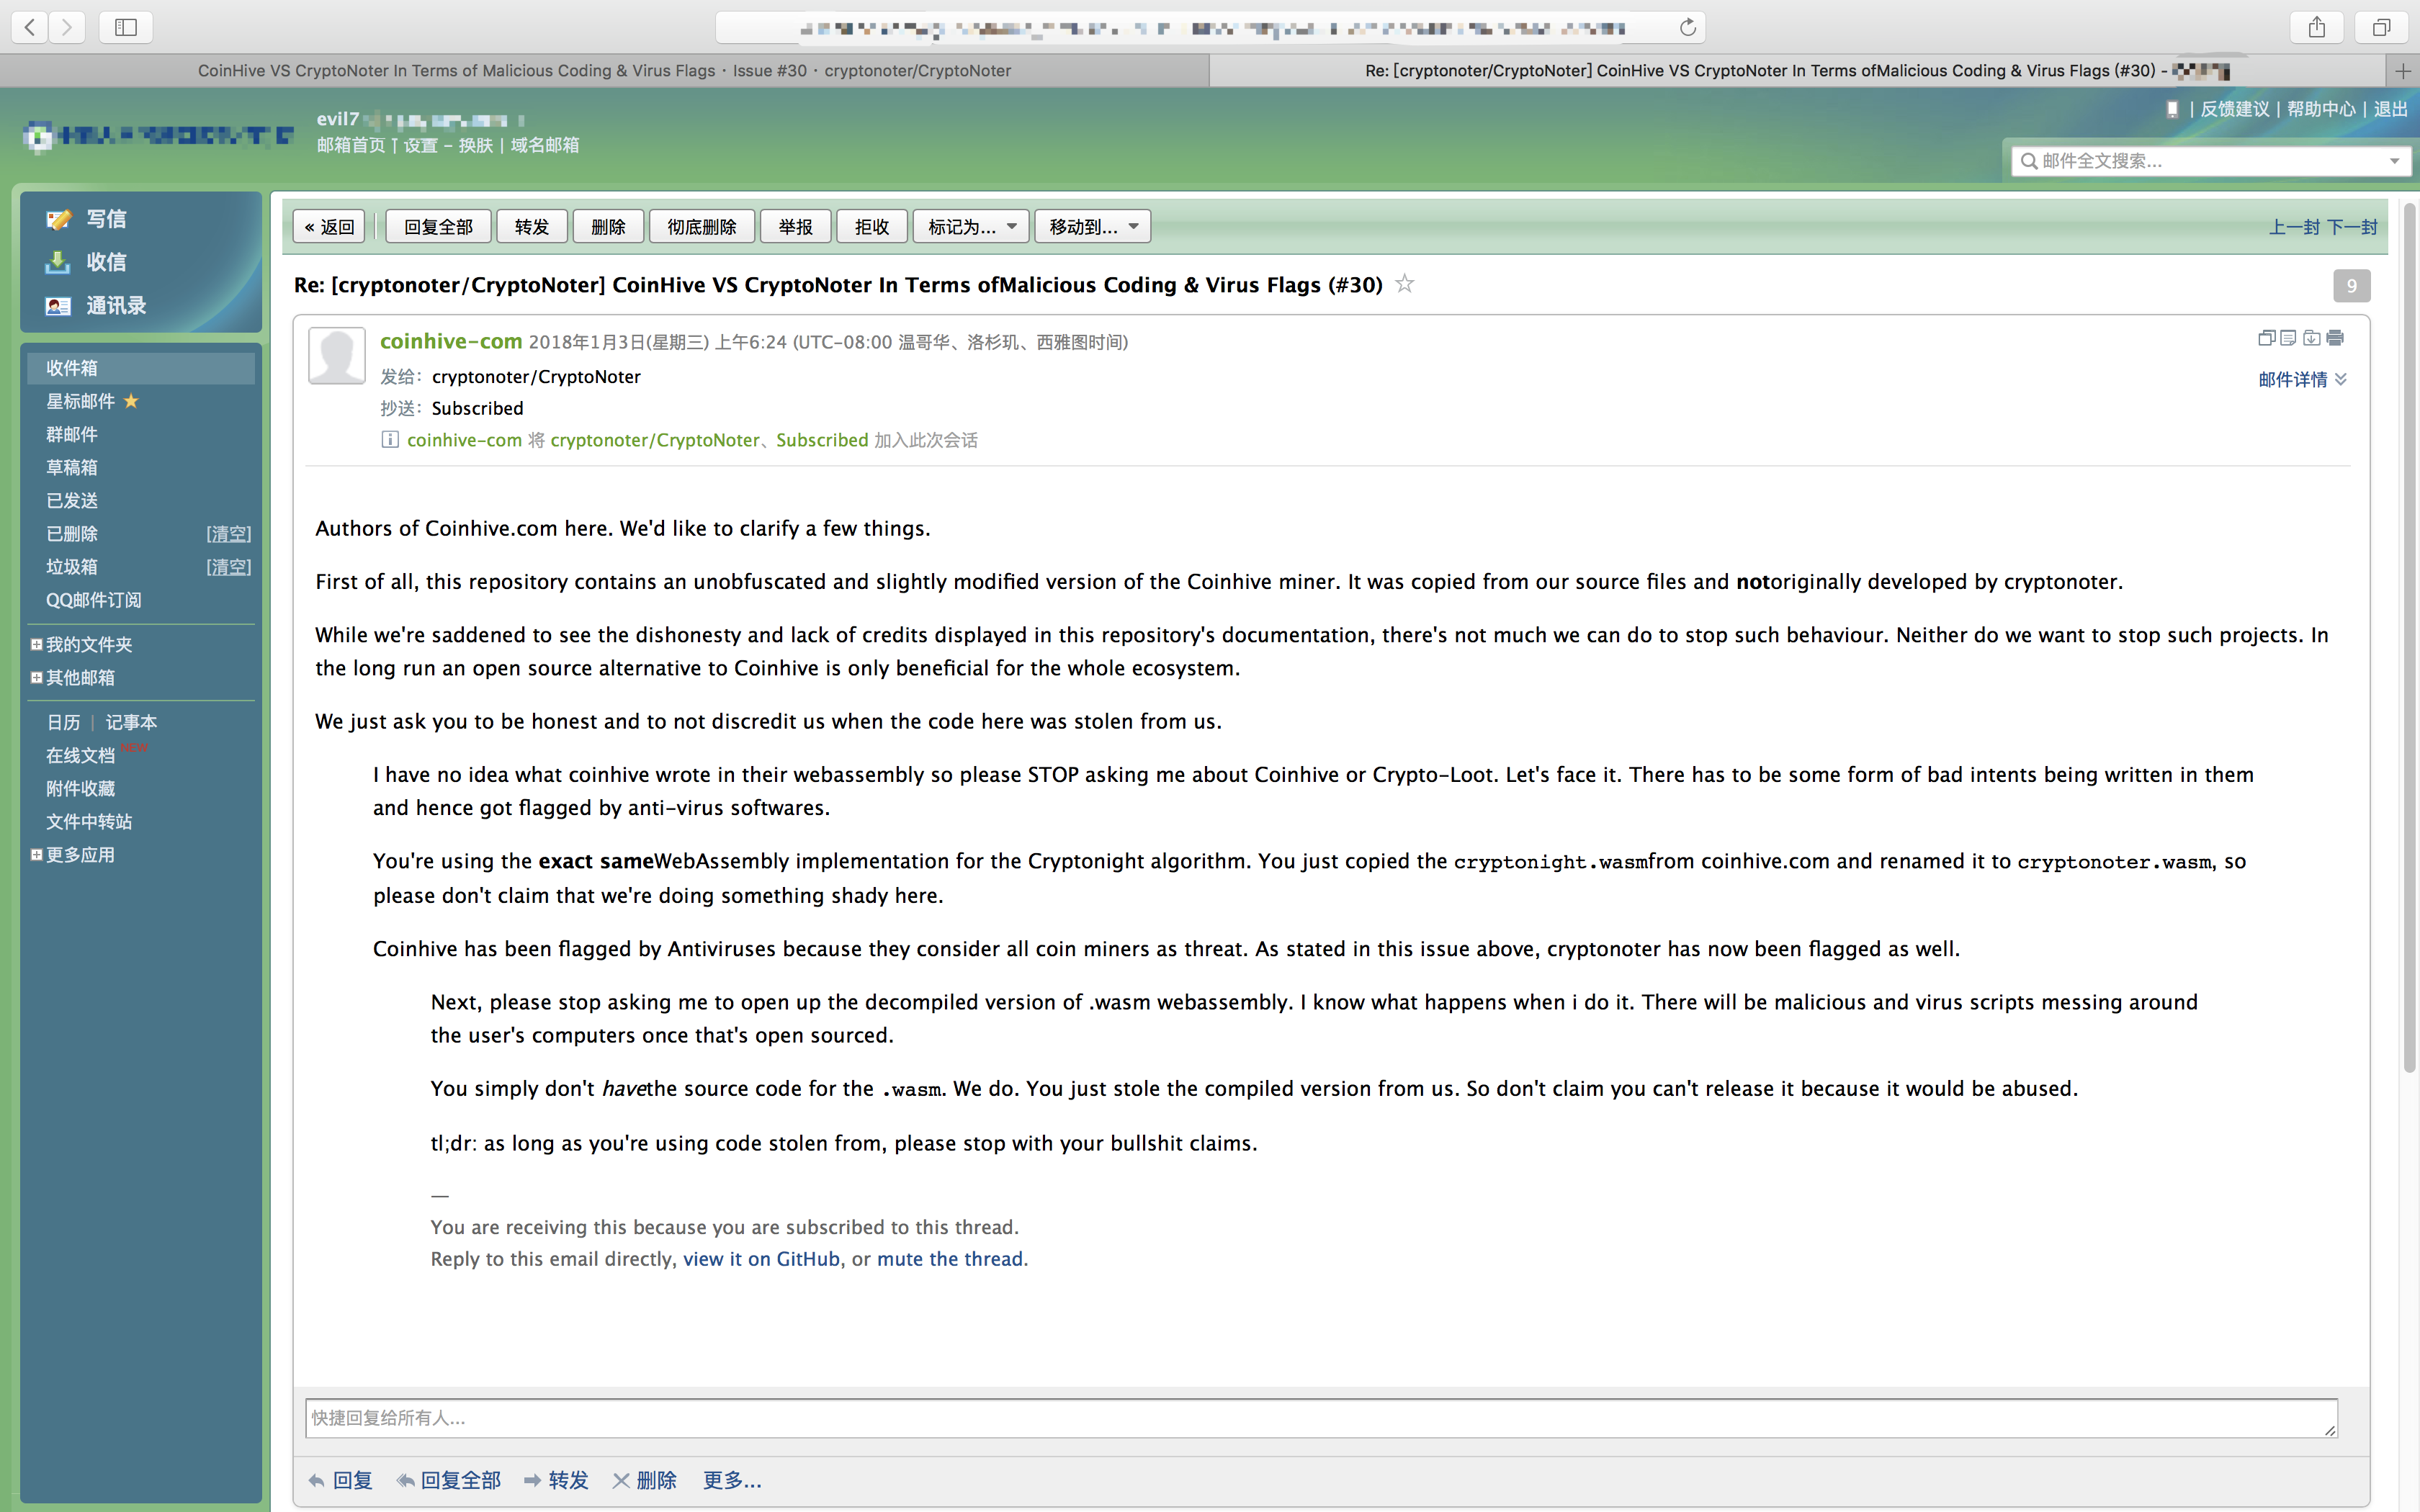 CoinHive VS CryptoNoter In Terms of Malicious Coding & Virus Flags · Issue #30 · cryptonoter/CryptoNoter
Re: [cryptonoter/CryptoNoter] CoinHive VS CryptoNoter In Terms ofMalicious Coding & Virus Flags (#30) -
evil7
邮箱首页 | 设置 - 换肤 | 域名邮箱
| 反馈建议 | 帮助中心 | 退出
邮件全文搜索...
写信
收信
通讯录
收件箱
星标邮件
群邮件
草稿箱
已发送
已删除 [清空]
垃圾箱 [清空]
QQ邮件订阅
我的文件夹
其他邮箱
日历 | 记事本
在线文档 NEW
附件收藏
文件中转站
更多应用
« 返回 回复全部 转发 删除 彻底删除 举报 拒收 标记为... 移动到... 上一封 下一封
Re: [cryptonoter/CryptoNoter] CoinHive VS CryptoNoter In Terms ofMalicious Coding & Virus Flags (#30) ☆ 9
coinhive-com 2018年1月3日(星期三) 上午6:24 (UTC-08:00 温哥华、洛杉矶、西雅图时间)
发给：cryptonoter/CryptoNoter
邮件详情
抄送：Subscribed
coinhive-com 将 cryptonoter/CryptoNoter、Subscribed 加入此次会话
Authors of Coinhive.com here. We'd like to clarify a few things.
First of all, this repository contains an unobfuscated and slightly modified version of the Coinhive miner. It was copied from our source files and notoriginally developed by cryptonoter.
While we're saddened to see the dishonesty and lack of credits displayed in this repository's documentation, there's not much we can do to stop such behaviour. Neither do we want to stop such projects. In
the long run an open source alternative to Coinhive is only beneficial for the whole ecosystem.
We just ask you to be honest and to not discredit us when the code here was stolen from us.
I have no idea what coinhive wrote in their webassembly so please STOP asking me about Coinhive or Crypto-Loot. Let's face it. There has to be some form of bad intents being written in them
and hence got flagged by anti-virus softwares.
You're using the exact sameWebAssembly implementation for the Cryptonight algorithm. You just copied the cryptonight.wasmfrom coinhive.com and renamed it to cryptonoter.wasm, so
please don't claim that we're doing something shady here.
Coinhive has been flagged by Antiviruses because they consider all coin miners as threat. As stated in this issue above, cryptonoter has now been flagged as well.
Next, please stop asking me to open up the decompiled version of .wasm webassembly. I know what happens when i do it. There will be malicious and virus scripts messing around
the user's computers once that's open sourced.
You simply don't havethe source code for the .wasm. We do. You just stole the compiled version from us. So don't claim you can't release it because it would be abused.
tl;dr: as long as you're using code stolen from, please stop with your bullshit claims.
—
You are receiving this because you are subscribed to this thread.
Reply to this email directly, view it on GitHub, or mute the thread.
快捷回复给所有人...
回复 回复全部 转发 删除 更多...